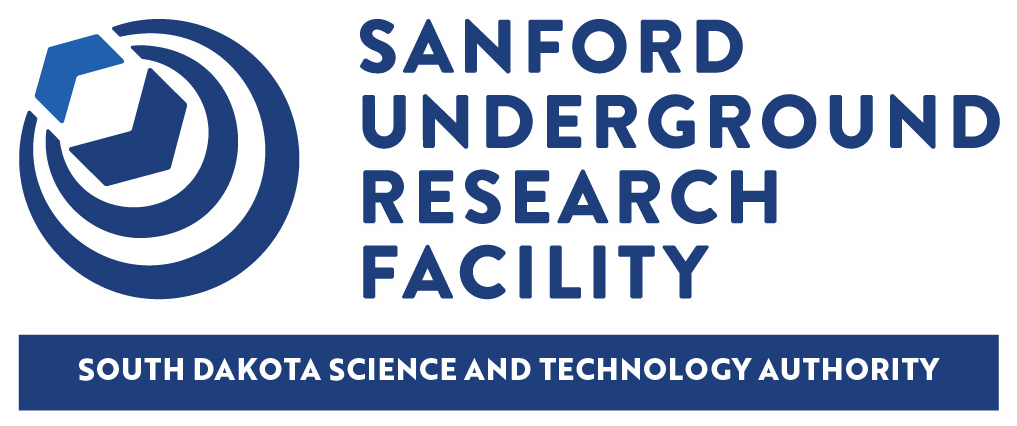 SANFORD
UNDERGROUND
RESEARCH
FACILITY
SOUTH DAKOTA SCIENCE AND TECHNOLOGY AUTHORITY